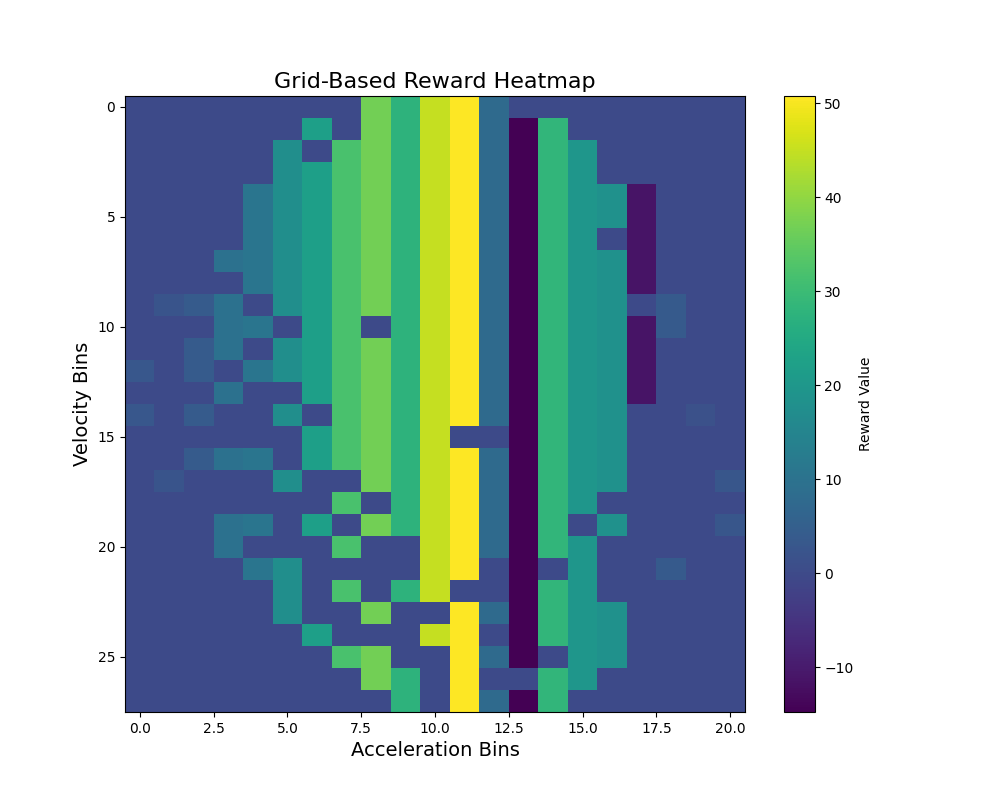 Grid-Based Reward Heatmap
0
5
10
15
20
25
Velocity Bins
0.0 2.5 5.0 7.5 10.0 12.5 15.0 17.5 20.0
Acceleration Bins
50
40
30
20
10
0
−10
Reward Value